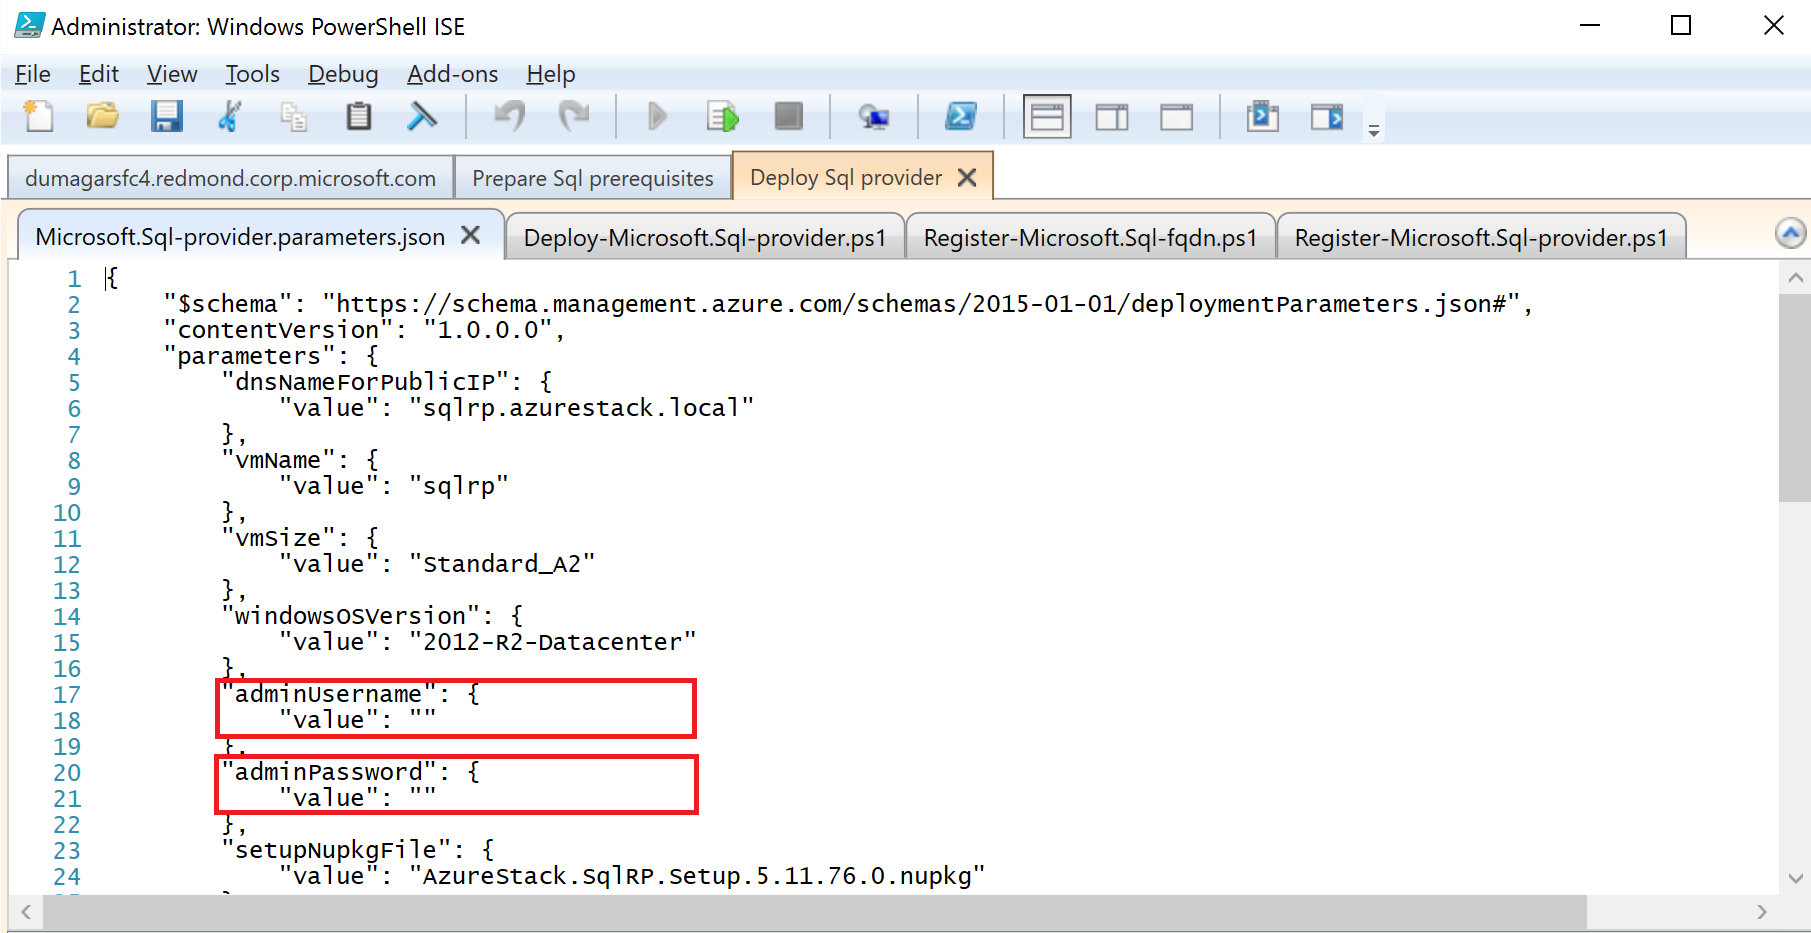 Administrator: Windows PowerShell ISE
File Edit View Tools Debug Add-ons Help
dumagarsfc4.redmond.corp.microsoft.com Prepare Sql prerequisites Deploy Sql provider
Microsoft.Sql-provider.parameters.json Deploy-Microsoft.Sql-provider.ps1 Register-Microsoft.Sql-fqdn.ps1 Register-Microsoft.Sql-provider.ps1
1 {
2     "$schema": "https://schema.management.azure.com/schemas/2015-01-01/deploymentParameters.json#",
3     "contentVersion": "1.0.0.0",
4     "parameters": {
5         "dnsNameForPublicIP": {
6             "value": "sqlrp.azurestack.local"
7         },
8         "vmName": {
9             "value": "sqlrp"
10         },
11         "vmSize": {
12             "value": "Standard_A2"
13         },
14         "windowsOSVersion": {
15             "value": "2012-R2-Datacenter"
16         },
17         "adminUsername": {
18             "value": ""
19         },
20         "adminPassword": {
21             "value": ""
22         },
23         "setupNupkgFile": {
24             "value": "AzureStack.SqlRP.Setup.5.11.76.0.nupkg"